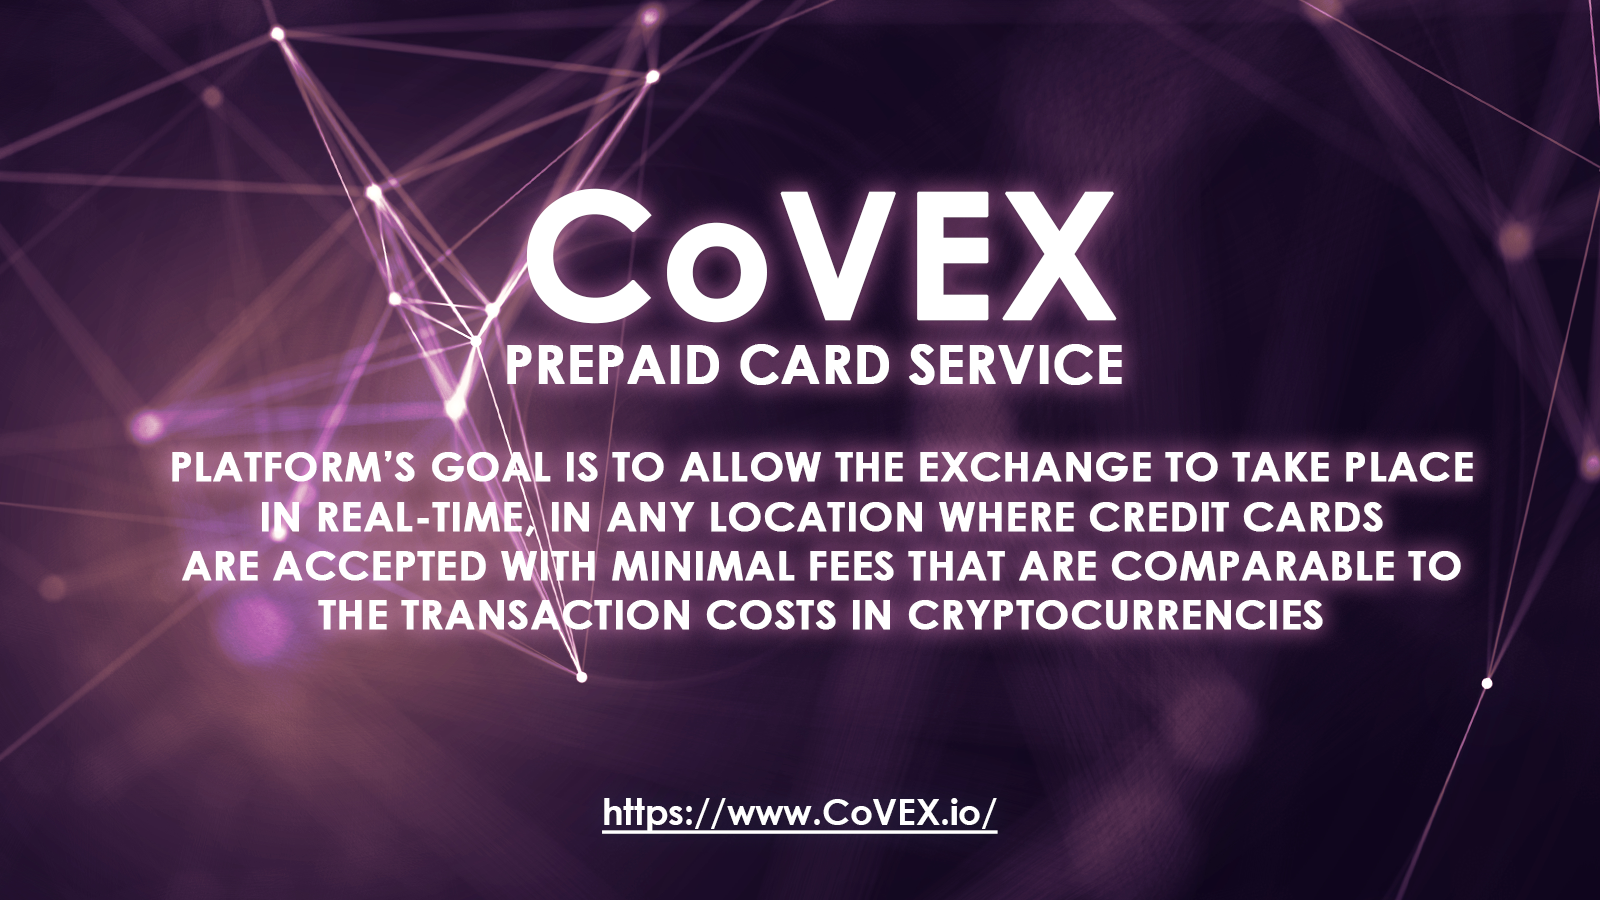 CoVEX
PREPAID CARD SERVICE
PLATFORM’S GOAL IS TO ALLOW THE EXCHANGE TO TAKE PLACE
IN REAL-TIME, IN ANY LOCATION WHERE CREDIT CARDS
ARE ACCEPTED WITH MINIMAL FEES THAT ARE COMPARABLE TO
THE TRANSACTION COSTS IN CRYPTOCURRENCIES
https://www.CoVEX.io/